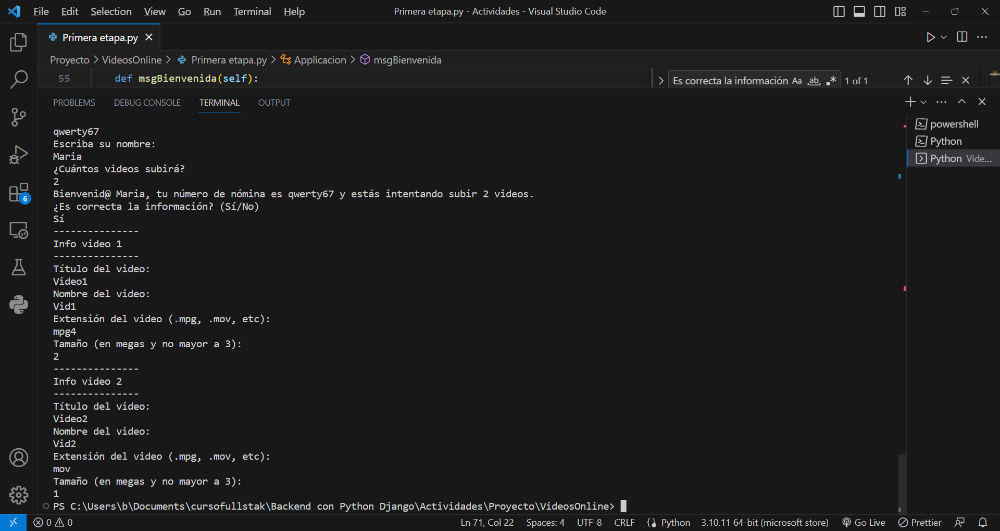 File Edit Selection View Go Run Terminal Help Primera etapa.py - Actividades - Visual Studio Code
Primera etapa.py
Proyecto > VideosOnline > Primera etapa.py > Applicacion > msgBienvenida
55 def msgBienvenida(self):
Es correcta la información Aa ab .* 1 of 1
PROBLEMS DEBUG CONSOLE TERMINAL OUTPUT
powershell
Python
Python Vide...
qwerty67
Escriba su nombre:
Maria
¿Cuántos videos subirá?
2
Bienvenid@ Maria, tu número de nómina es qwerty67 y estás intentando subir 2 videos.
¿Es correcta la información? (Sí/No)
Sí
---------------
Info video 1
---------------
Título del video:
Video1
Nombre del video:
Vid1
Extensión del video (.mpg, .mov, etc):
mpg4
Tamaño (en megas y no mayor a 3):
2
---------------
Info video 2
---------------
Título del video:
Video2
Nombre del video:
Vid2
Extensión del video (.mpg, .mov, etc):
mov
Tamaño (en megas y no mayor a 3):
1
PS C:\Users\b\Documents\cursofullstak\Backend con Python Django\Actividades\Proyecto\VideosOnline>
6
0 0 Ln 71, Col 22 Spaces: 4 UTF-8 CRLF Python 3.10.11 64-bit (microsoft store) Go Live Prettier